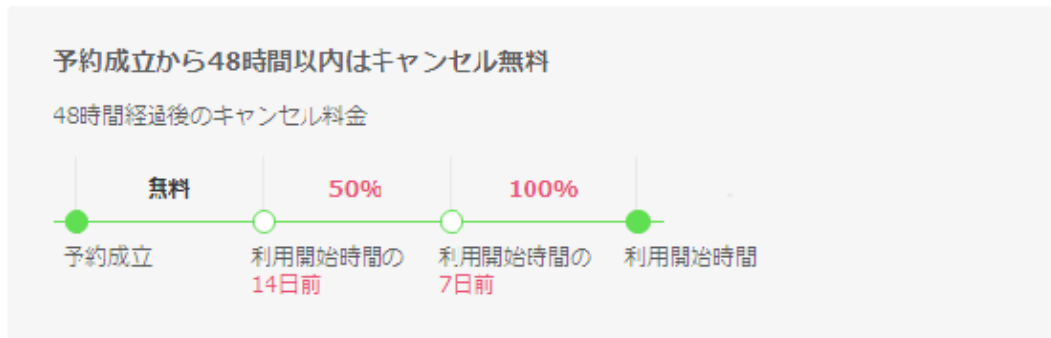 予約成立から48時間以内はキャンセル無料
48時間経過後のキャンセル料金
無料 50% 100%
予約成立 利用開始時間の 利用開始時間の 利用開始時間
14日前 7日前